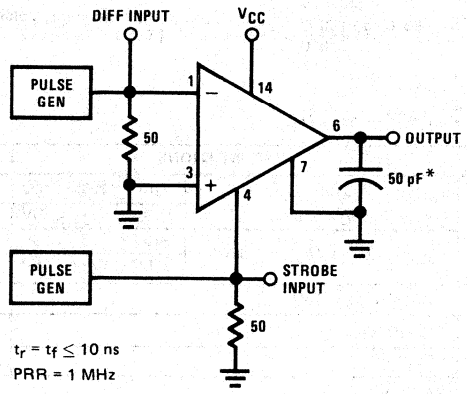 DIFF INPUT
VCC
PULSE GEN
1
−
14
50
6
OUTPUT
3
+
7
50 pF*
4
PULSE GEN
STROBE INPUT
50
tr = tf ≤ 10 ns
PRR = 1 MHz